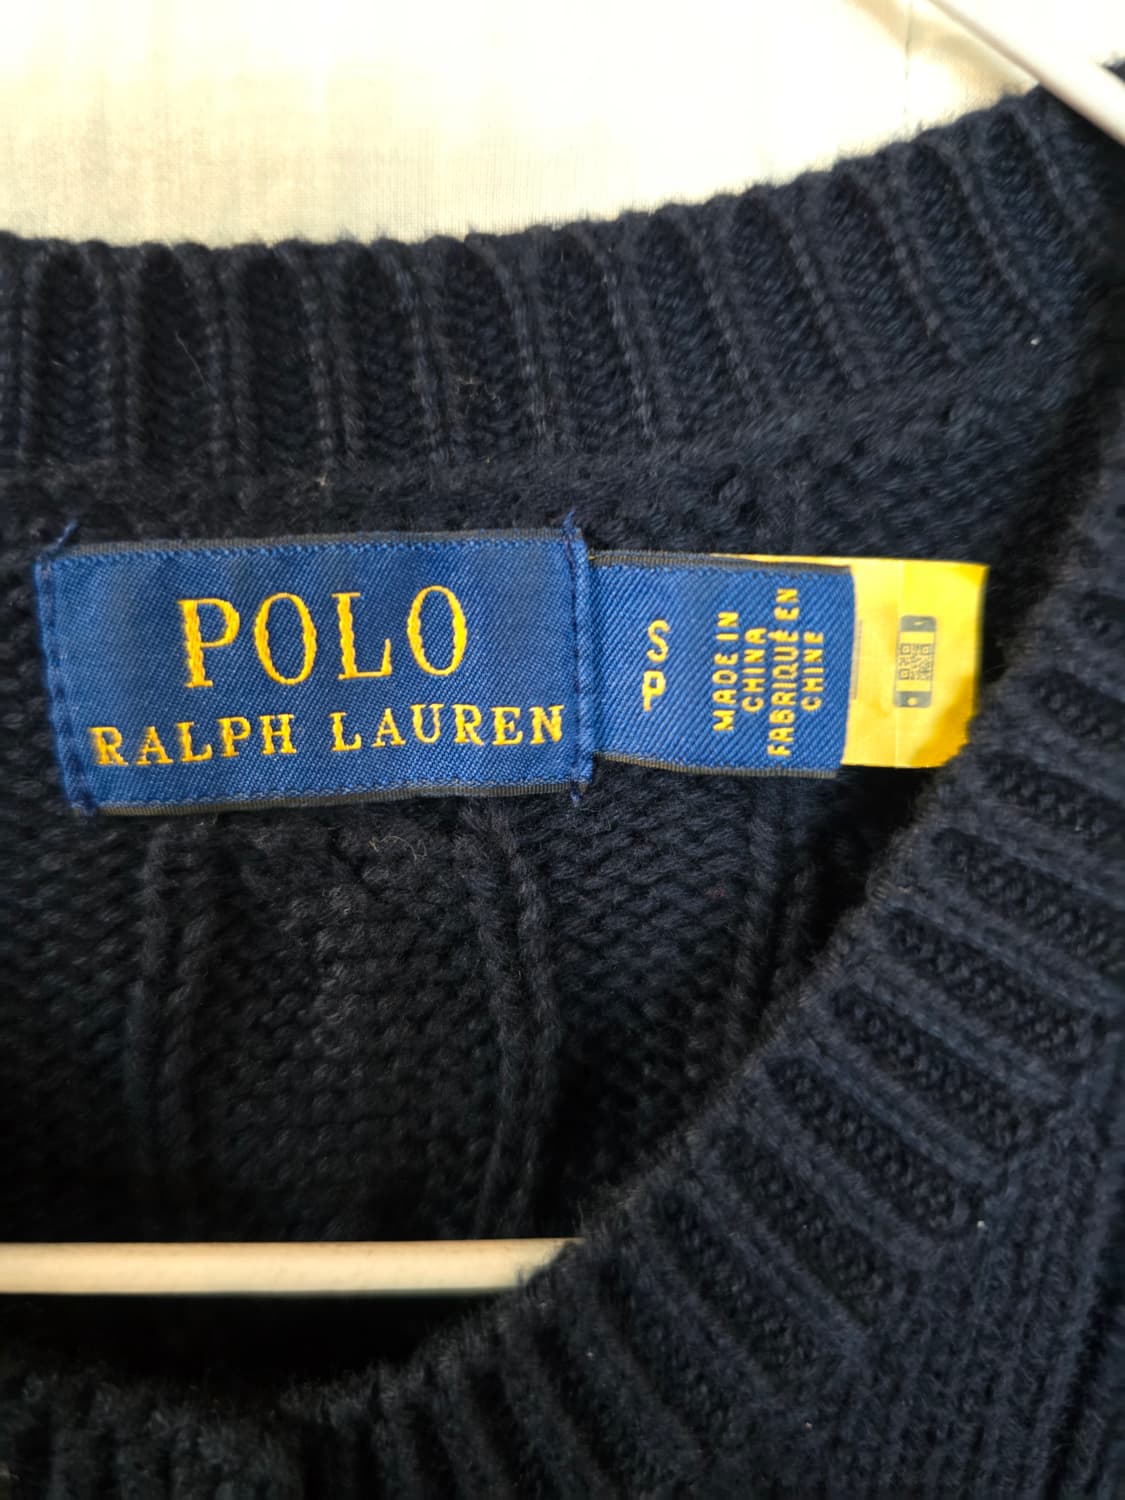 POLO
RALPH LAUREN
S
P
MADE IN
CHINA
FABRIQUÉ EN
CHINE